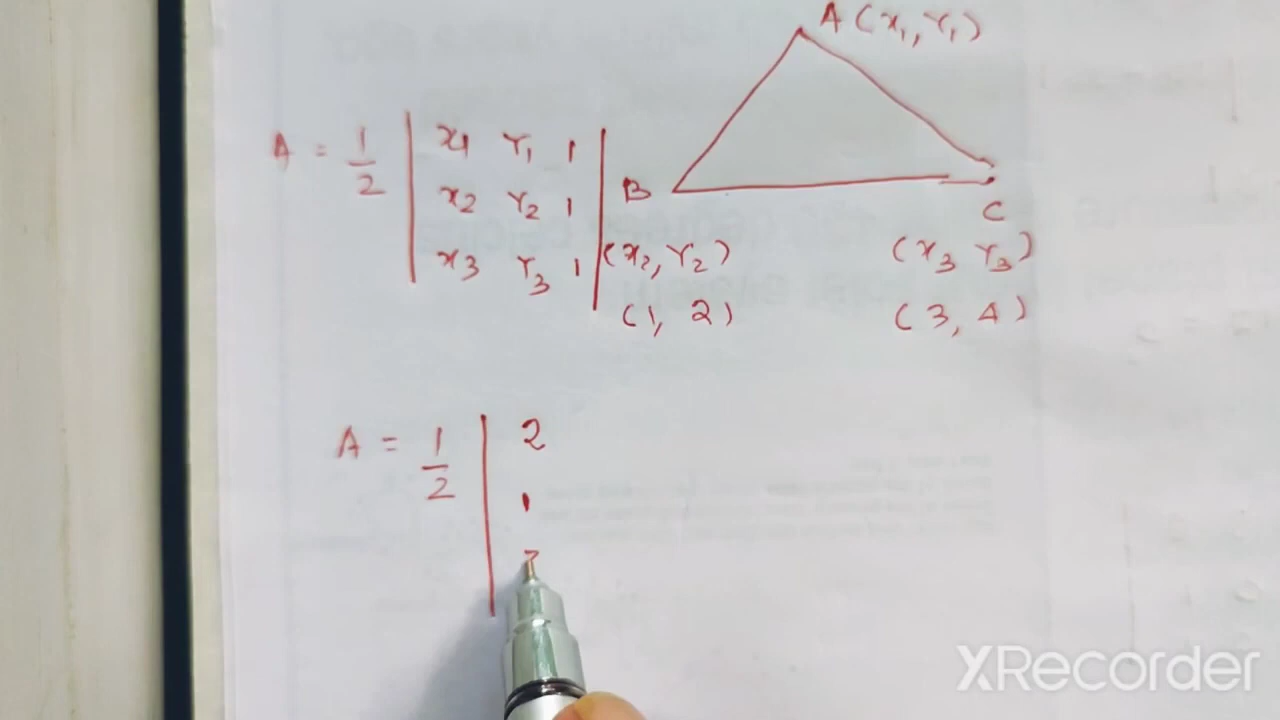 A (x₁, Y₁)
A = 1/2 | x₁ Y₁ 1 |
x₂ Y₂ 1
x₃ Y₃ 1
B
C
(x₂, Y₂)
(x₃ Y₃)
(1, 2)
(3, 4)
A = 1/2 | 2
1
XRecorder